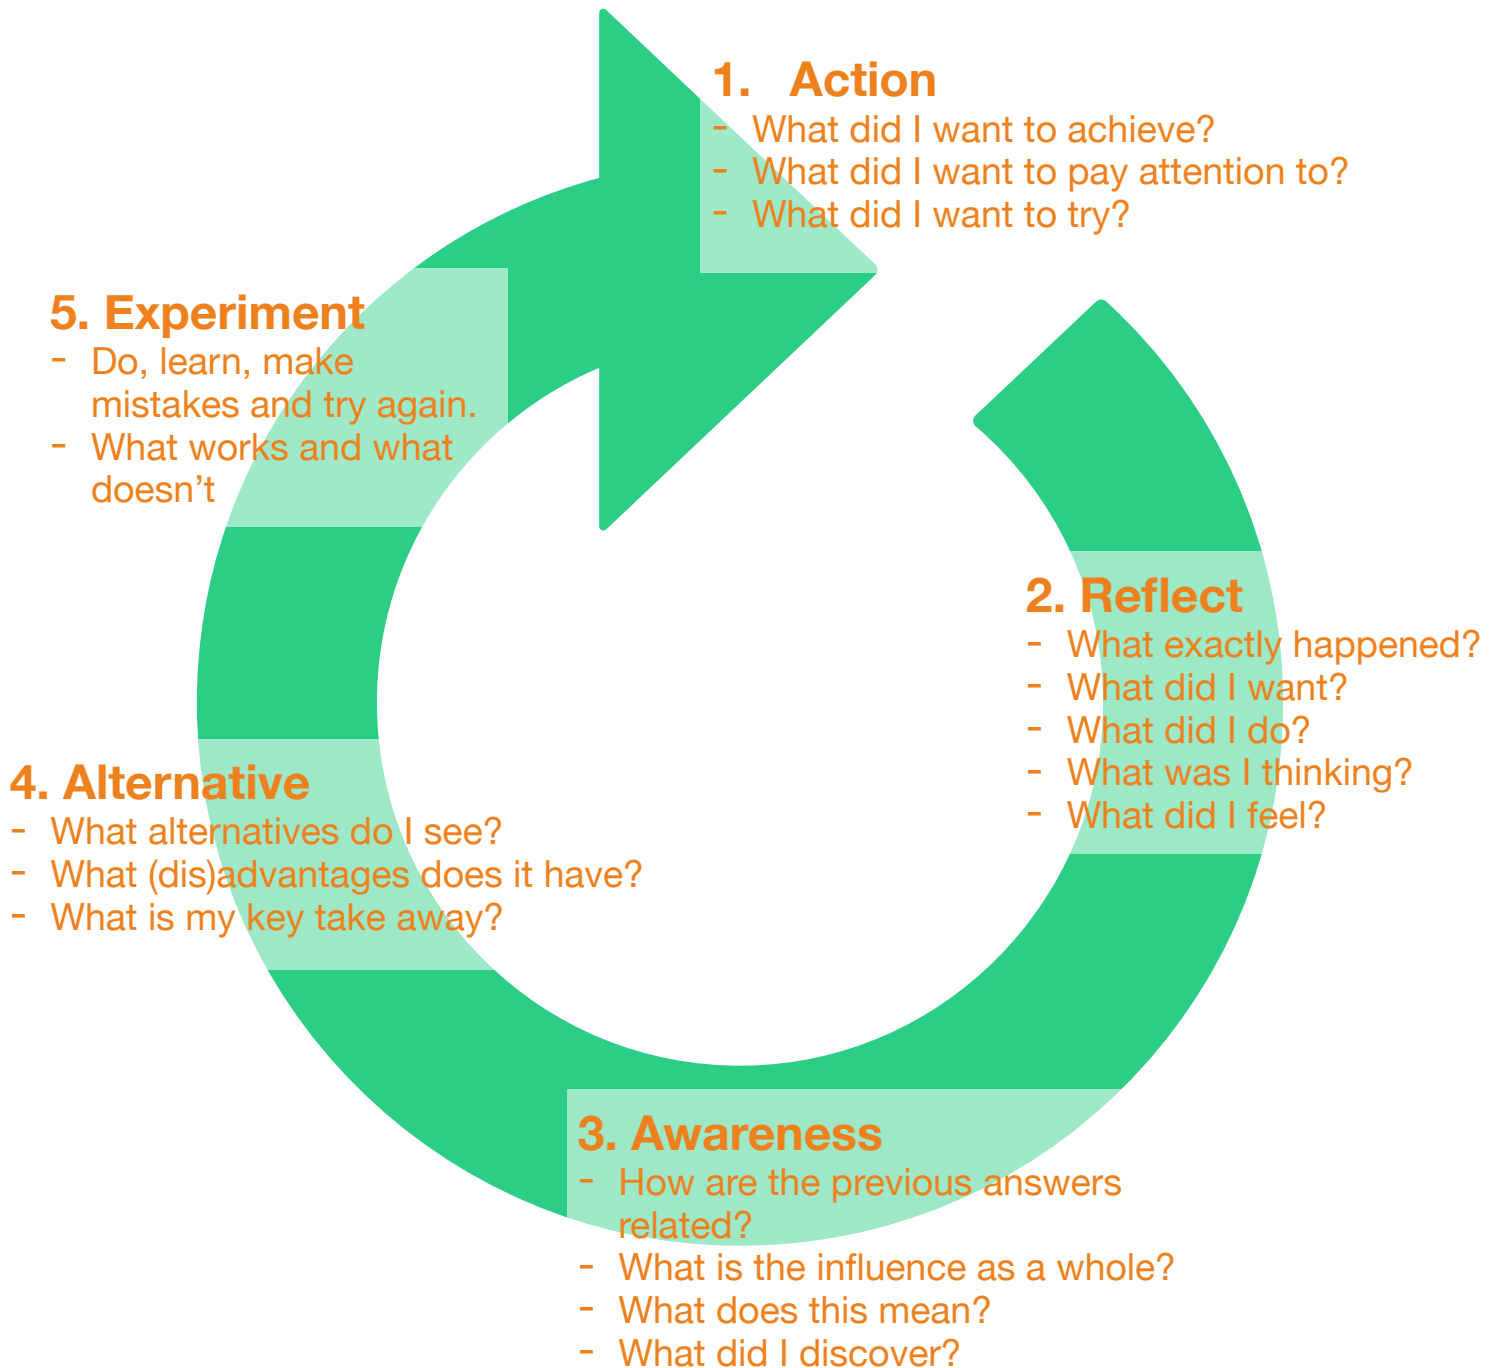 1. Action
- What did I want to achieve?
- What did I want to pay attention to?
- What did I want to try?
2. Reflect
- What exactly happened?
- What did I want?
- What did I do?
- What was I thinking?
- What did I feel?
3. Awareness
- How are the previous answers
related?
- What is the influence as a whole?
- What does this mean?
- What did I discover?
4. Alternative
- What alternatives do I see?
- What (dis)advantages does it have?
- What is my key take away?
5. Experiment
- Do, learn, make
mistakes and try again.
- What works and what
doesn’t